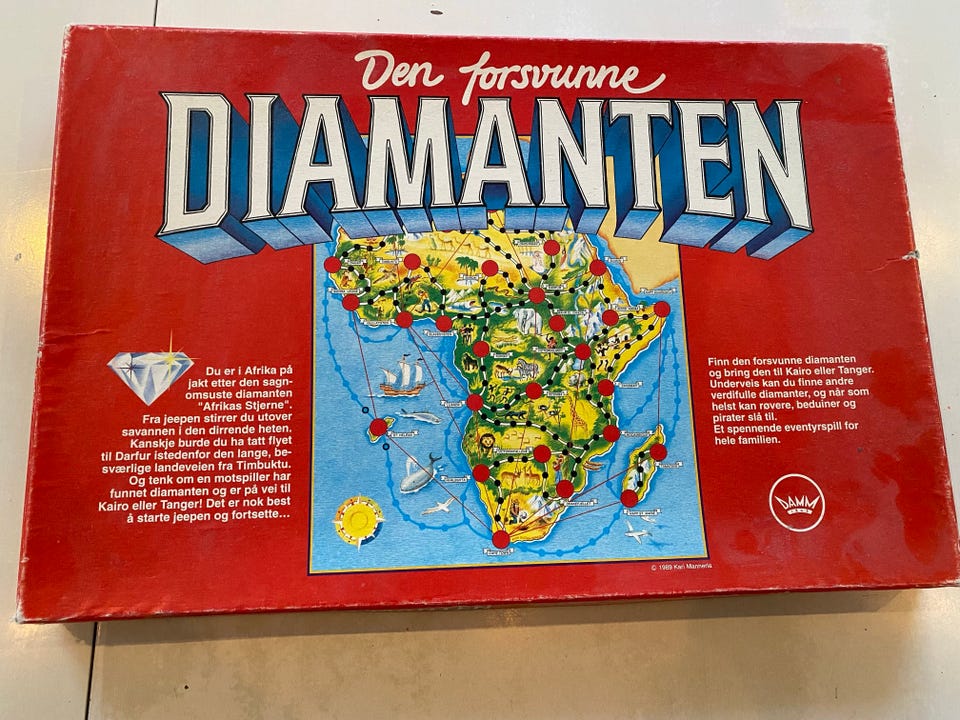 Den forsvunne
DIAMANTEN
Du er i Afrika på
jakt etter den sagn-
omsuste diamanten
"Afrikas Stjerne".
Fra jeepen stirrer du utover
savannen i den dirrende heten.
Kanskje burde du ha tatt flyet
til Darfur istedenfor den lange, be-
sværlige landeveien fra Timbuktu.
Og tenk om en motspiller har
funnet diamanten og er på vei til
Kairo eller Tanger! Det er nok best
å starte jeepen og fortsette...
Finn den forsvunne diamanten
og bring den til Kairo eller Tanger.
Underveis kan du finne andre
verdifulle diamanter, og når som
helst kan røvere, beduiner og
pirater slå til.
Et spennende eventyrspill for
hele familien.
DAMM
© 1989 Kari Mannerla